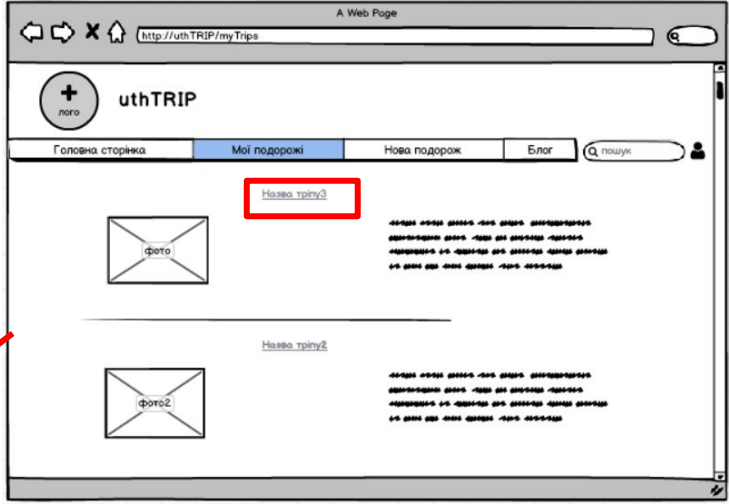 A Web Page
http://uthTRIP/myTrips
лого
uthTRIP
Головна сторінка
Мої подорожі
Нова подорож
Блог
пошук
Назва тріпу3
фото
Назва тріпу2
фото2